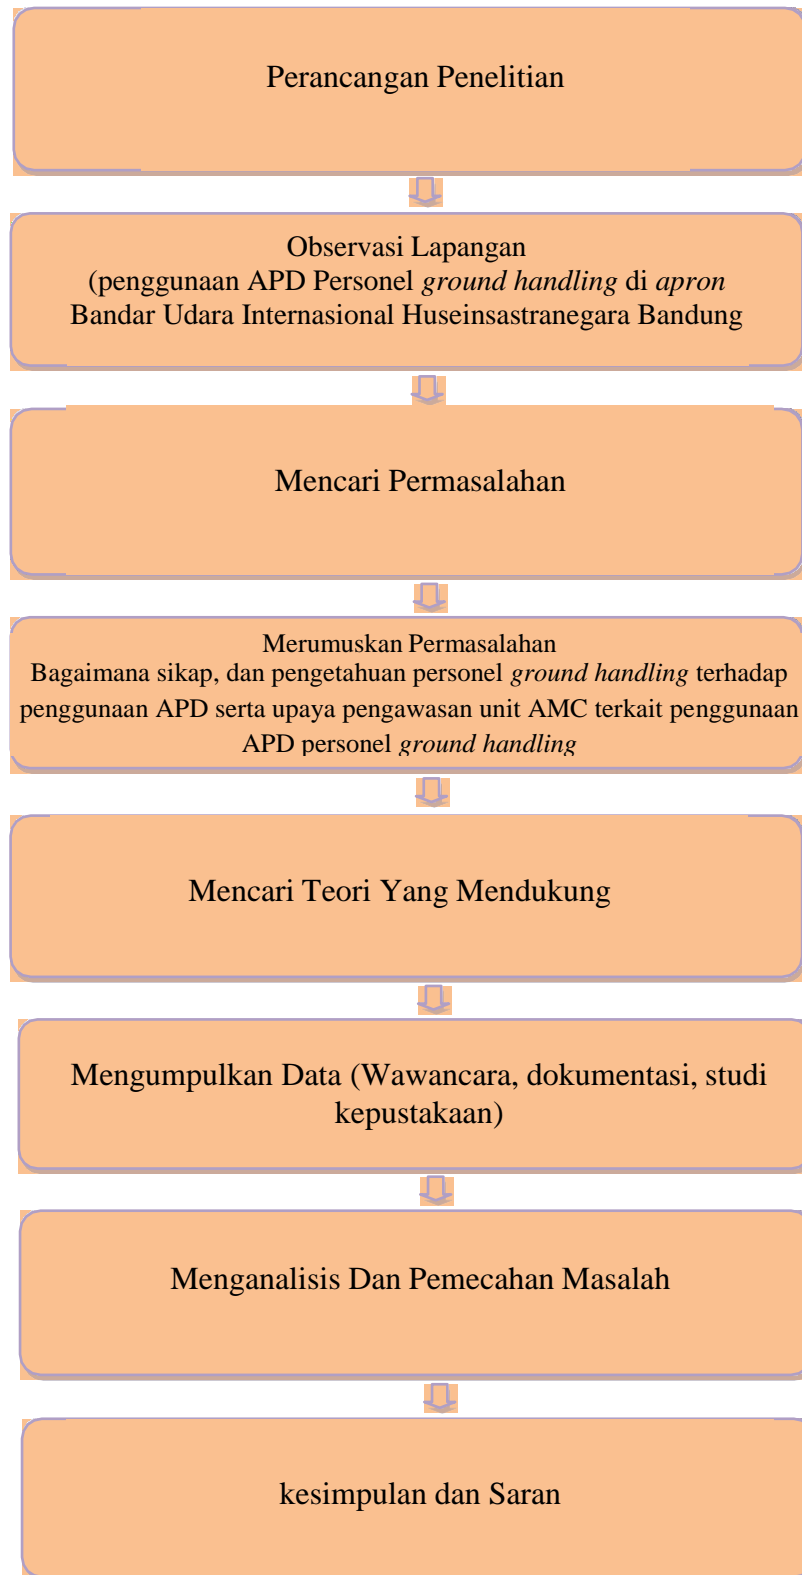 Perancangan Penelitian
Observasi Lapangan
(penggunaan APD Personel ground handling di apron
Bandar Udara Internasional Huseinsastranegara Bandung
Mencari Permasalahan
Merumuskan Permasalahan
Bagaimana sikap, dan pengetahuan personel ground handling terhadap
penggunaan APD serta upaya pengawasan unit AMC terkait penggunaan
APD personel ground handling
Mencari Teori Yang Mendukung
Mengumpulkan Data (Wawancara, dokumentasi, studi
kepustakaan)
Menganalisis Dan Pemecahan Masalah
kesimpulan dan Saran